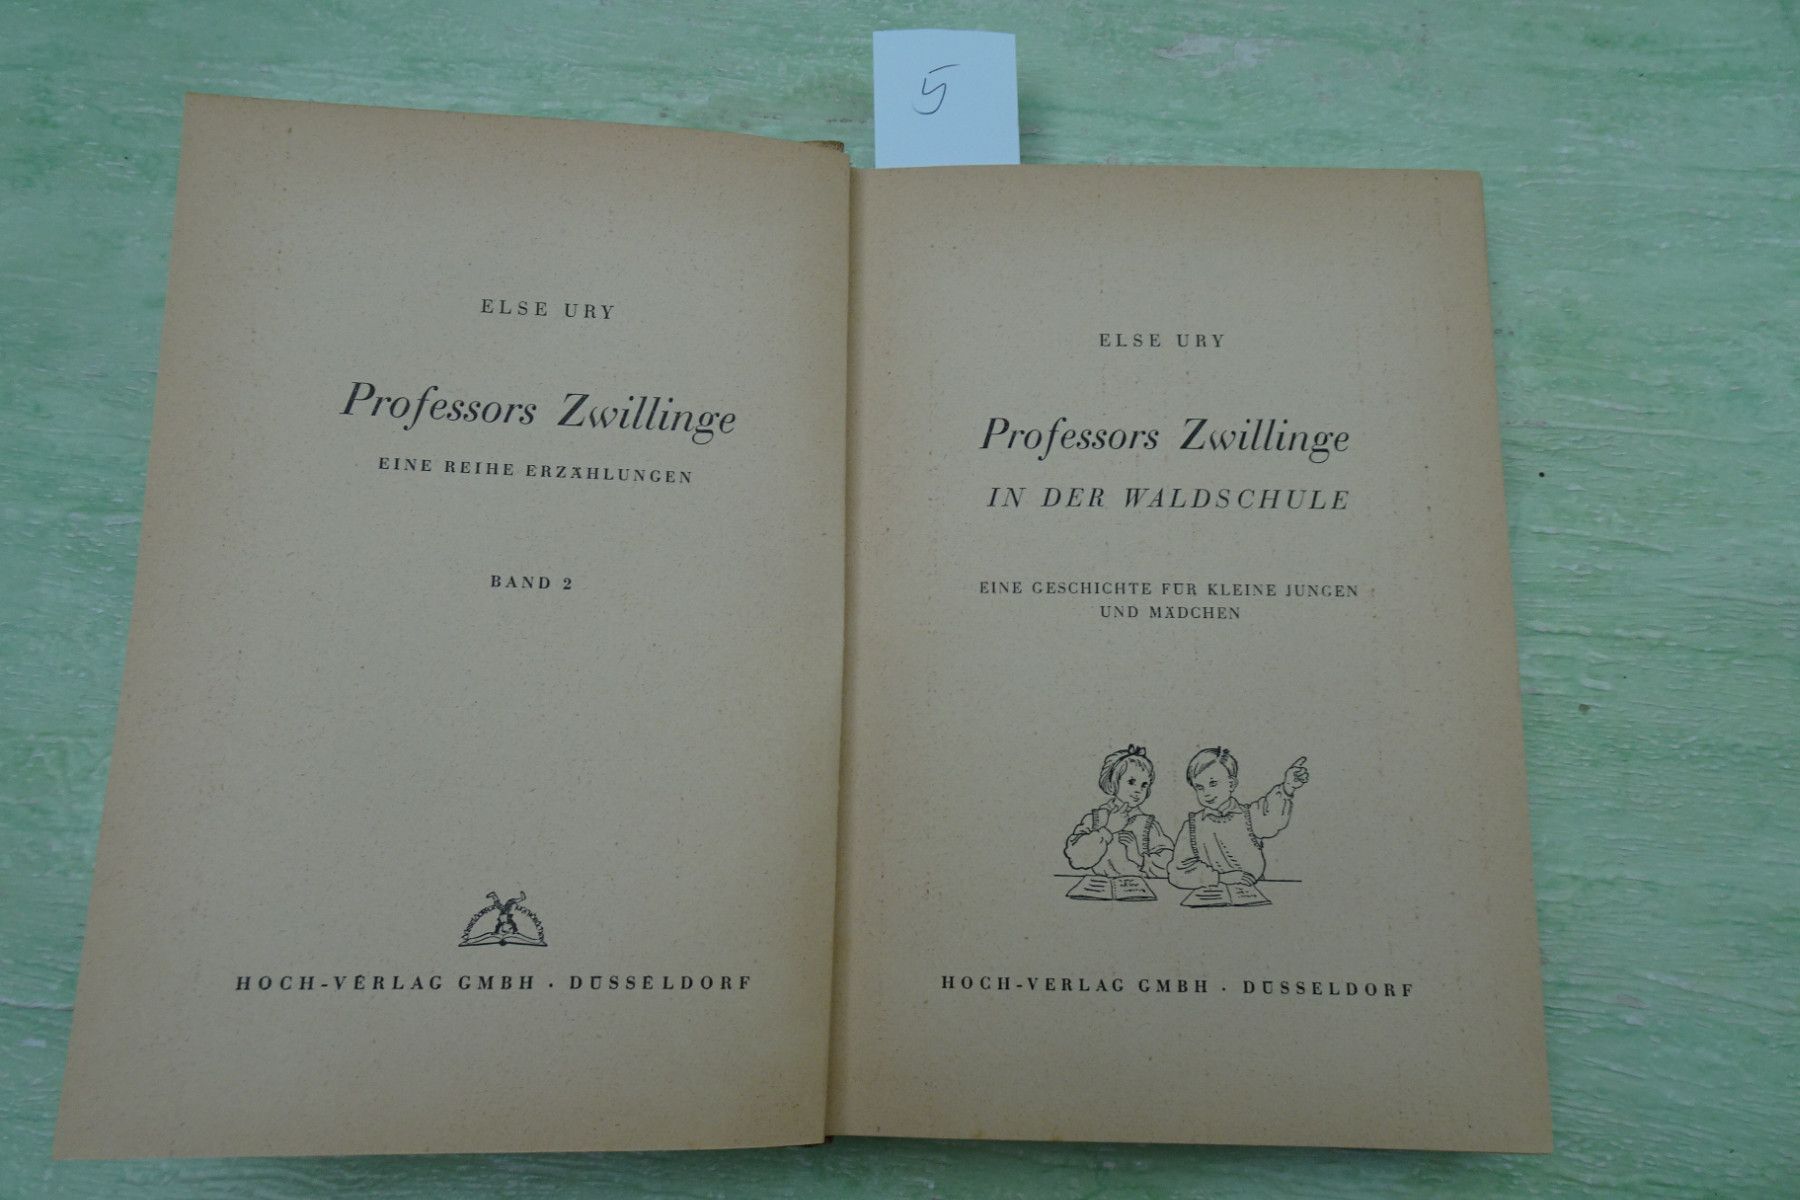 5
ELSE URY
Professors Zwillinge
EINE REIHE ERZÄHLUNGEN
BAND 2
HOCH-VERLAG GMBH · DÜSSELDORF
ELSE URY
Professors Zwillinge
IN DER WALDSCHULE
EINE GESCHICHTE FÜR KLEINE JUNGEN
UND MÄDCHEN
HOCH-VERLAG GMBH · DÜSSELDORF